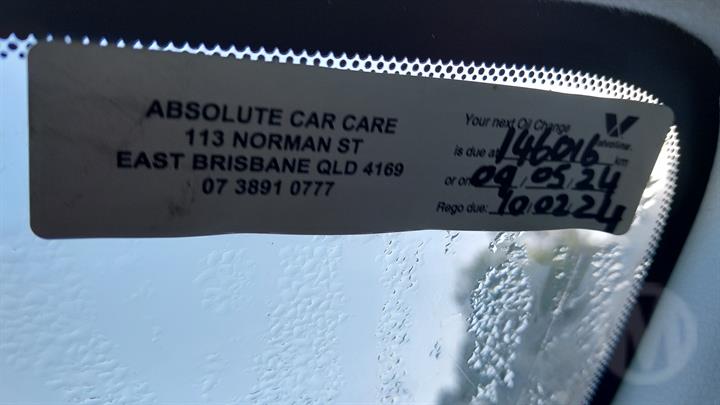 ABSOLUTE CAR CARE
113 NORMAN ST
EAST BRISBANE QLD 4169
07 3891 0777
Your next Oil Change
is due at 146016 km
or on 09/05/24
Rego due: 10/02/24
Valvoline
M